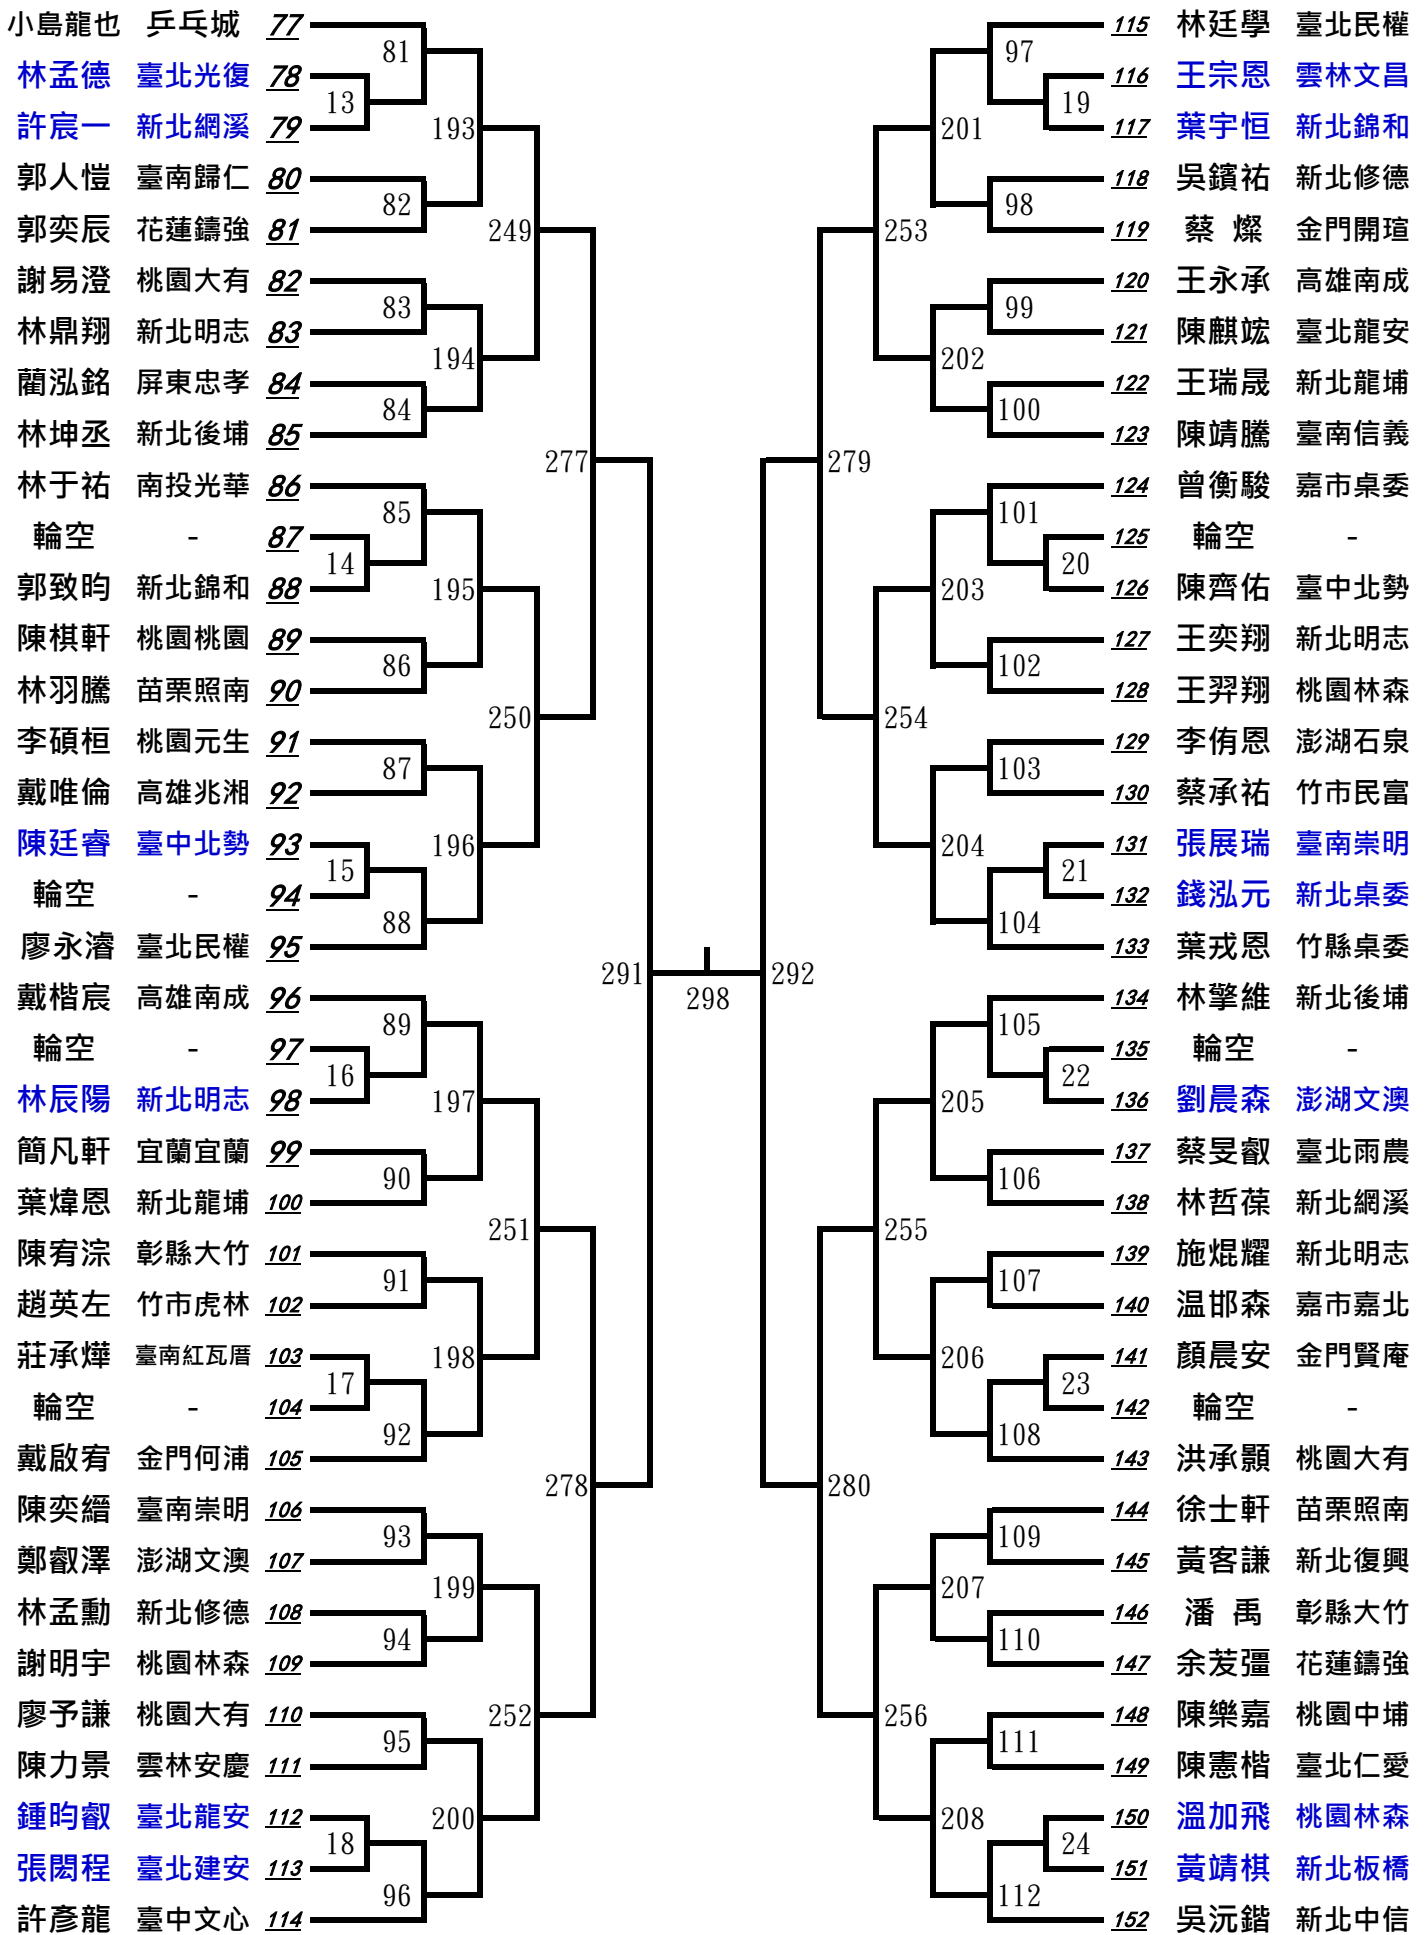 小島龍也 乒乓城 77
81
林孟德 臺北光復 78
13
許宸一 新北網溪 79
193
郭人愷 臺南歸仁 80
82
郭奕辰 花蓮鑄強 81
249
謝易澄 桃園大有 82
83
林鼎翔 新北明志 83
194
藺泓銘 屏東忠孝 84
84
林坤丞 新北後埔 85
277
林于祐 南投光華 86
85
輪空 - 87
14
郭致昀 新北錦和 88
195
陳棋軒 桃園桃園 89
86
林羽騰 苗栗照南 90
250
李碩桓 桃園元生 91
87
戴唯倫 高雄兆湘 92
陳廷睿 臺中北勢 93
196
15
輪空 - 94
88
廖永濬 臺北民權 95
291
戴楷宸 高雄南成 96
89
輪空 - 97
16
林辰陽 新北明志 98
197
簡凡軒 宜蘭宜蘭 99
90
葉煒恩 新北龍埔 100
251
陳宥淙 彰縣大竹 101
91
趙英左 竹市虎林 102
莊承燁 臺南紅瓦厝 103
198
17
輪空 - 104
92
戴啟宥 金門何浦 105
278
陳奕縉 臺南崇明 106
93
鄭叡澤 澎湖文澳 107
199
林孟勳 新北修德 108
94
謝明宇 桃園林森 109
廖予謙 桃園大有 110
252
95
陳力景 雲林安慶 111
鍾昀叡 臺北龍安 112
200
18
張閎程 臺北建安 113
96
許彥龍 臺中文心 114
298
115 林廷學 臺北民權
97
116 王宗恩 雲林文昌
19
117 葉宇恒 新北錦和
201
118 吳鑌祐 新北修德
98
119 蔡 燦 金門開瑄
253
120 王永承 高雄南成
99
121 陳麒竤 臺北龍安
202
122 王瑞晟 新北龍埔
100
123 陳靖騰 臺南信義
279
124 曾衡駿 嘉市桌委
101
125 輪空 -
20
126 陳齊佑 臺中北勢
203
127 王奕翔 新北明志
102
128 王羿翔 桃園林森
254
129 李侑恩 澎湖石泉
103
130 蔡承祐 竹市民富
131 張展瑞 臺南崇明
204
21
132 錢泓元 新北桌委
104
133 葉戎恩 竹縣桌委
292
134 林擎維 新北後埔
105
135 輪空 -
22
136 劉晨森 澎湖文澳
205
137 蔡旻叡 臺北雨農
106
138 林哲葆 新北網溪
255
139 施焜耀 新北明志
107
140 温邯森 嘉市嘉北
141 顏晨安 金門賢庵
206
23
142 輪空 -
108
143 洪承顥 桃園大有
280
144 徐士軒 苗栗照南
109
145 黃客謙 新北復興
207
146 潘 禹 彰縣大竹
110
147 余苃彊 花蓮鑄強
148 陳樂嘉 桃園中埔
256
111
149 陳憲楷 臺北仁愛
150 溫加飛 桃園林森
208
24
151 黃靖棋 新北板橋
112
152 吳沅鍇 新北中信